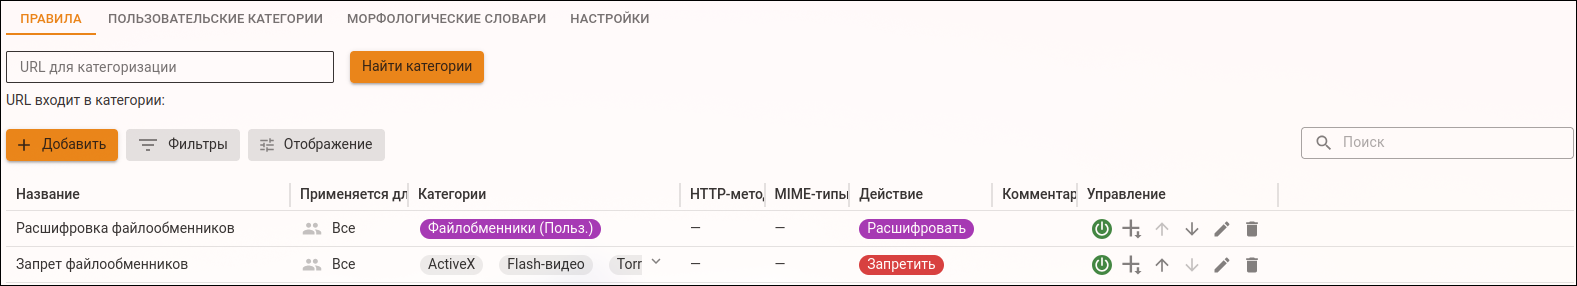 ПРАВИЛА ПОЛЬЗОВАТЕЛЬСКИЕ КАТЕГОРИИ МОРФОЛОГИЧЕСКИЕ СЛОВАРИ НАСТРОЙКИ
URL для категоризации Найти категории
URL входит в категории:
Добавить Фильтры Отображение Поиск
Название Применяется дл Категории HTTP-мето MIME-типы Действие Комментар Управление
Расшифровка файлообменников Все Файлобменники (Польз.) — — Расшифровать
Запрет файлообменников Все ActiveX Flash-видео Torr — — Запретить